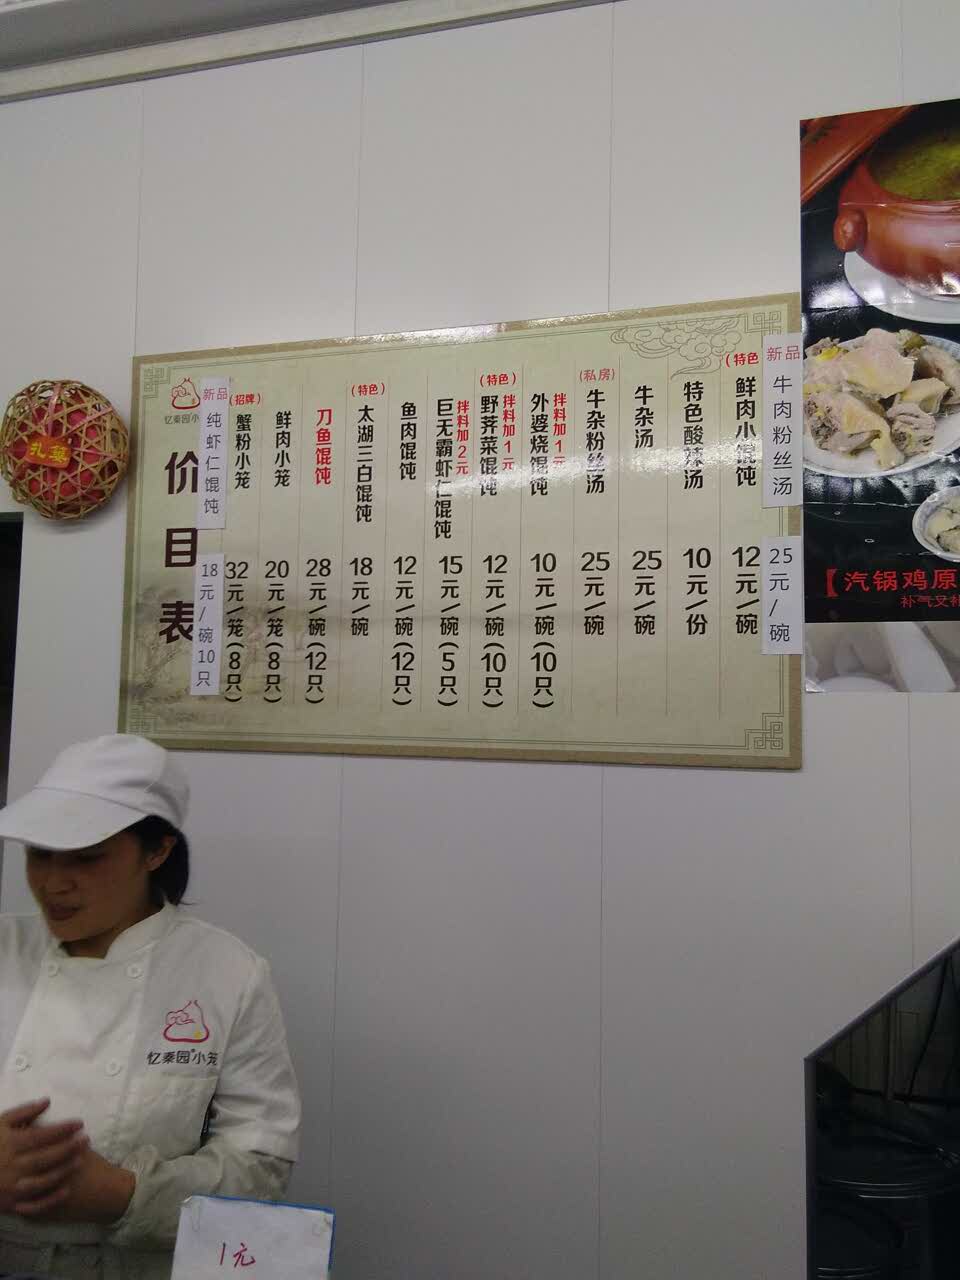 忆秦园小
价目表
新品
纯虾仁馄饨
18元/碗10只
(招牌)
蟹粉小笼
32元/笼(8只)
鲜肉小笼
20元/笼(8只)
刀鱼馄饨
28元/碗(12只)
(特色)
太湖三白馄饨
18元/碗
鱼肉馄饨
12元/碗(12只)
巨无霸虾仁馄饨
拌料加2元
15元/碗(5只)
(特色)
野荠菜馄饨
拌料加1元
12元/碗(10只)
外婆烧馄饨
拌料加1元
10元/碗(10只)
(私房)
牛杂粉丝汤
25元/碗
牛杂汤
25元/碗
特色酸辣汤
10元/份
(特色
鲜肉小馄饨
12元/碗
新品
牛肉粉丝汤
25元/碗
【汽锅鸡原
补气又补
忆秦园®小笼
1元